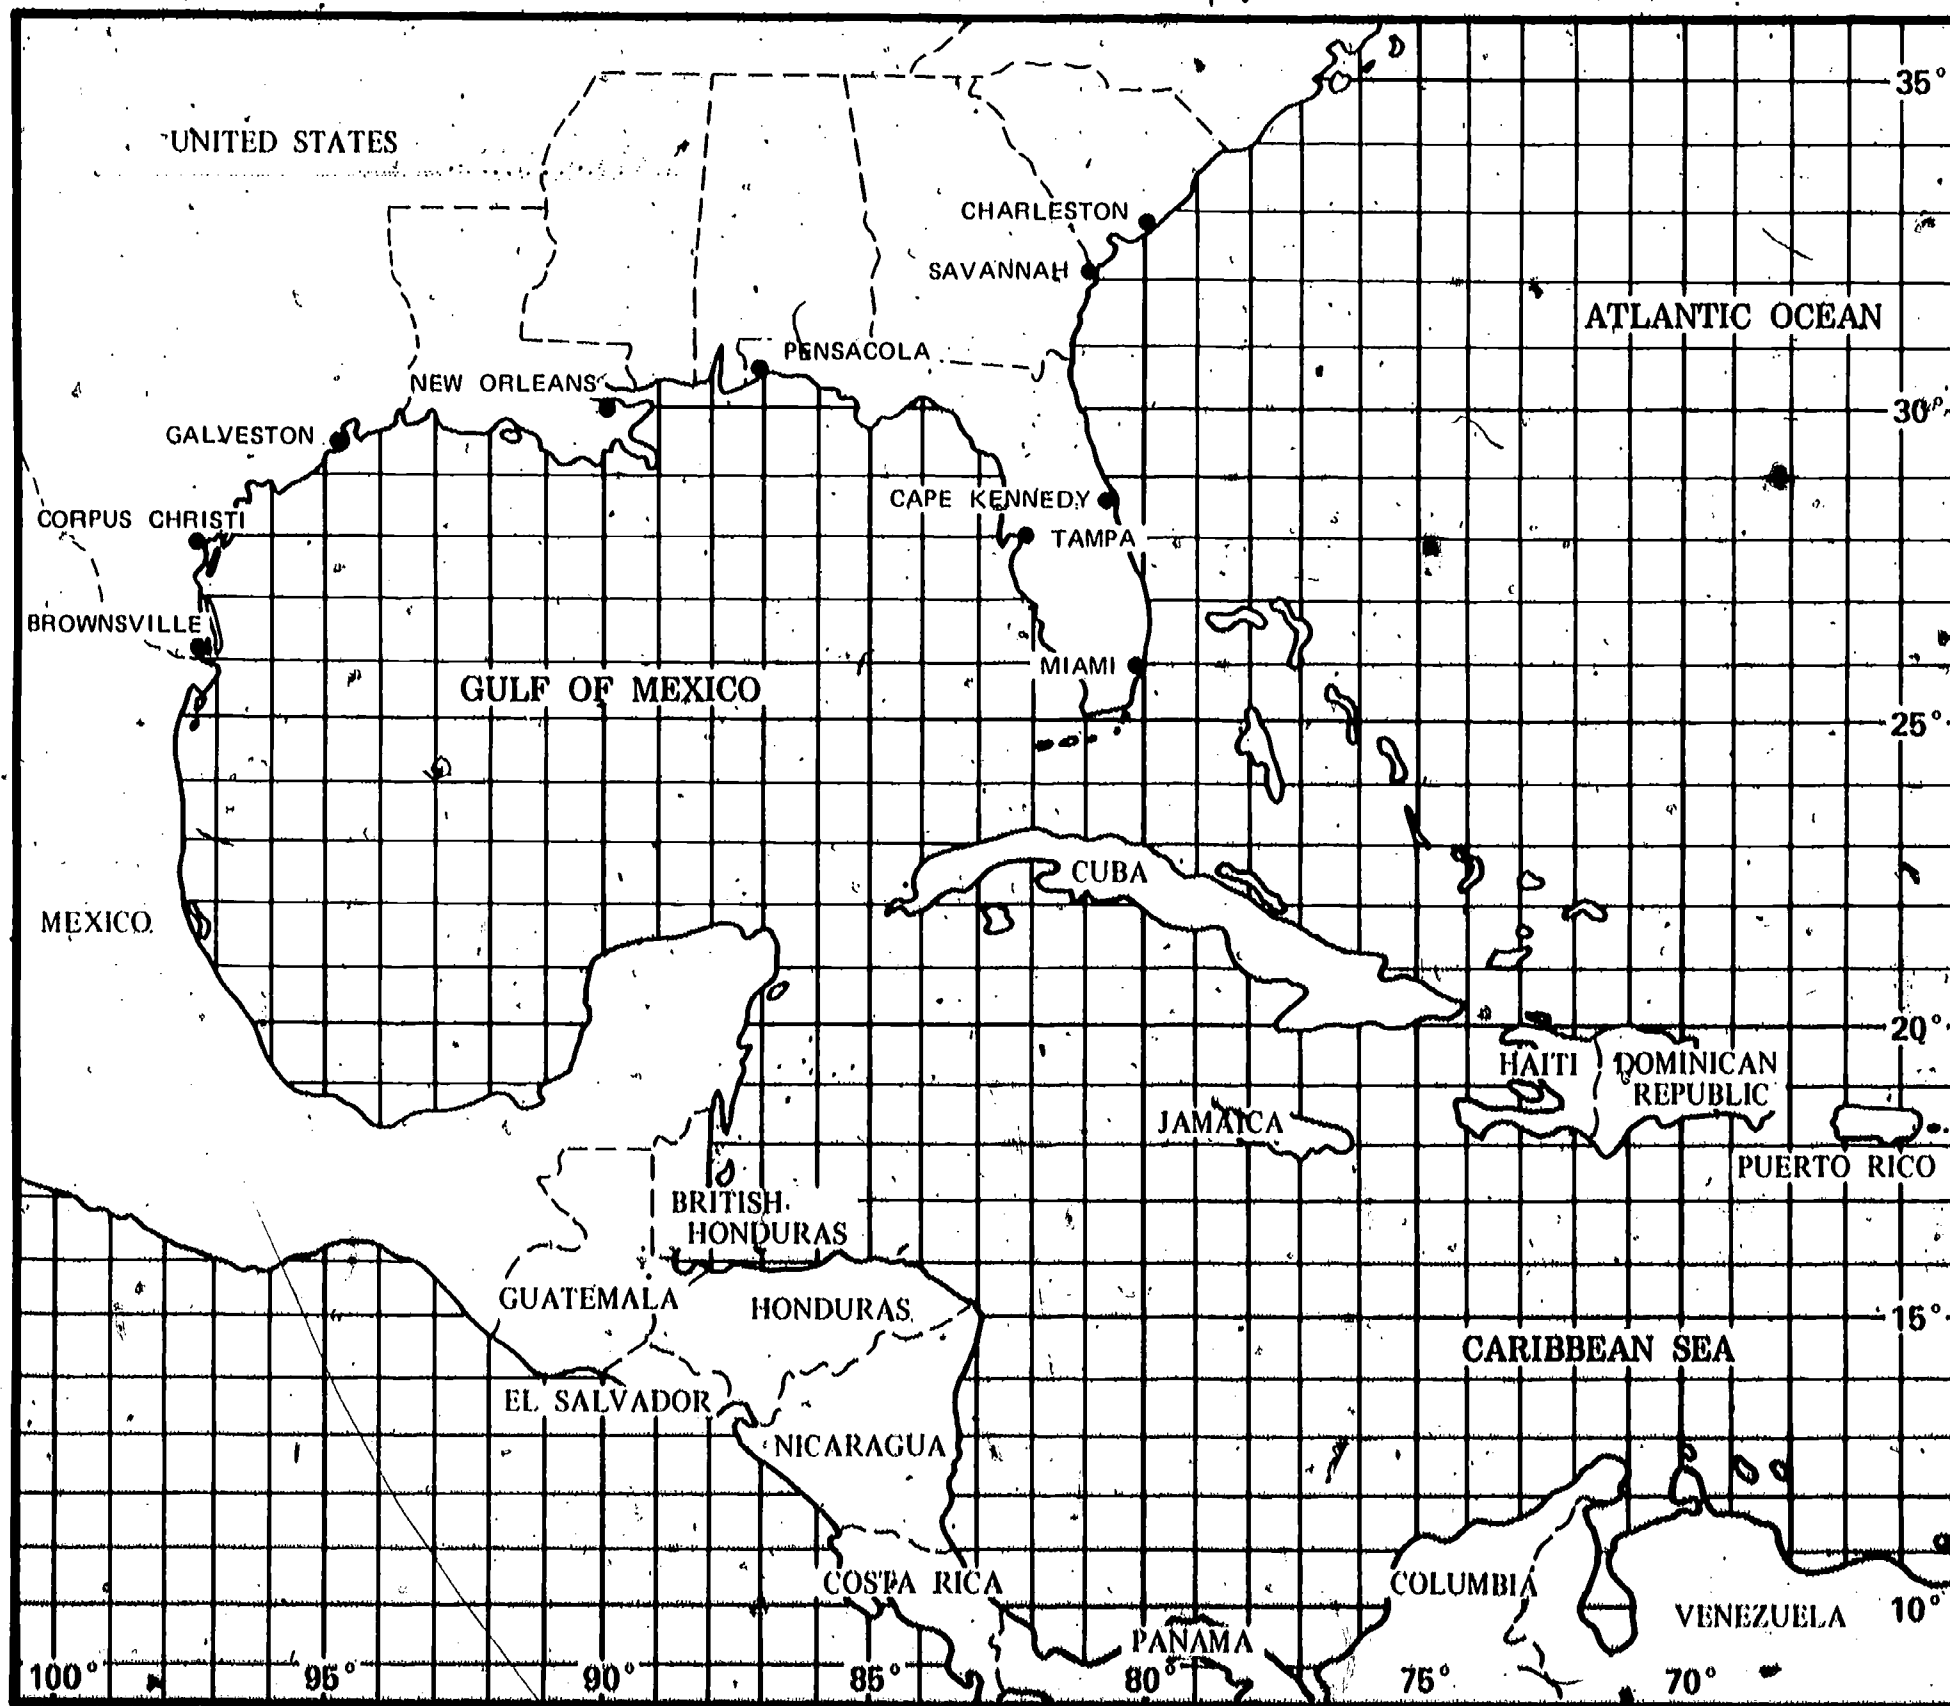 35°
UNITED STATES
CHARLESTON
SAVANNAH
ATLANTIC OCEAN
PENSACOLA
NEW ORLEANS
30°
GALVESTON
CAPE KENNEDY
CORPUS CHRISTI
TAMPA
BROWNSVILLE
MIAMI
GULF OF MEXICO
25°
CUBA
MEXICO
20°
HAITI
DOMINICAN
REPUBLIC
JAMAICA
PUERTO RICO
BRITISH
HONDURAS
GUATEMALA
HONDURAS
15°
CARIBBEAN SEA
EL SALVADOR
NICARAGUA
COSTA RICA
COLUMBIA
VENEZUELA
10°
PANAMA
100°
95°
90°
85°
80°
75°
70°